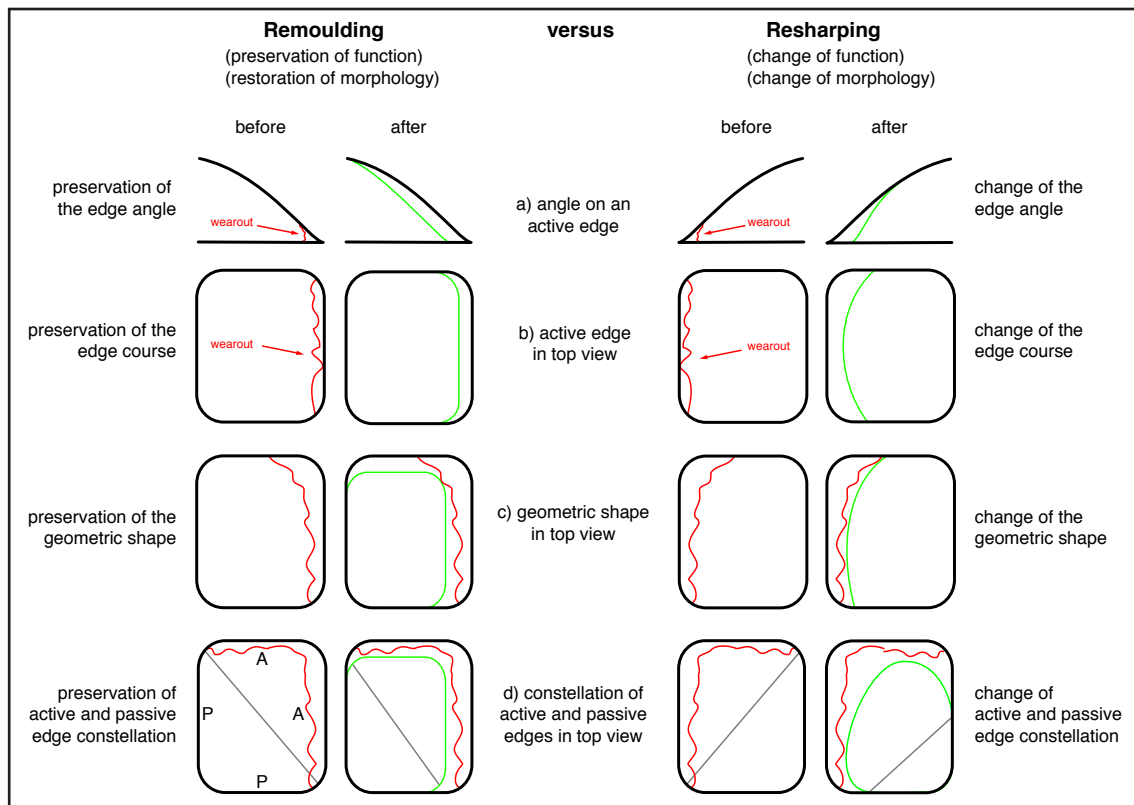 Remoulding versus Resharping
(preservation of function) (change of function)
(restoration of morphology) (change of morphology)
before after before after
preservation of
the edge angle
wearout
a) angle on an
active edge
wearout
change of the
edge angle
preservation of the
edge course
wearout
b) active edge
in top view
wearout
change of the
edge course
preservation of the
geometric shape
c) geometric shape
in top view
change of the
geometric shape
preservation of
active and passive
edge constellation
A
P A
P
d) constellation of
active and passive
edges in top view
change of
active and passive
edge constellation